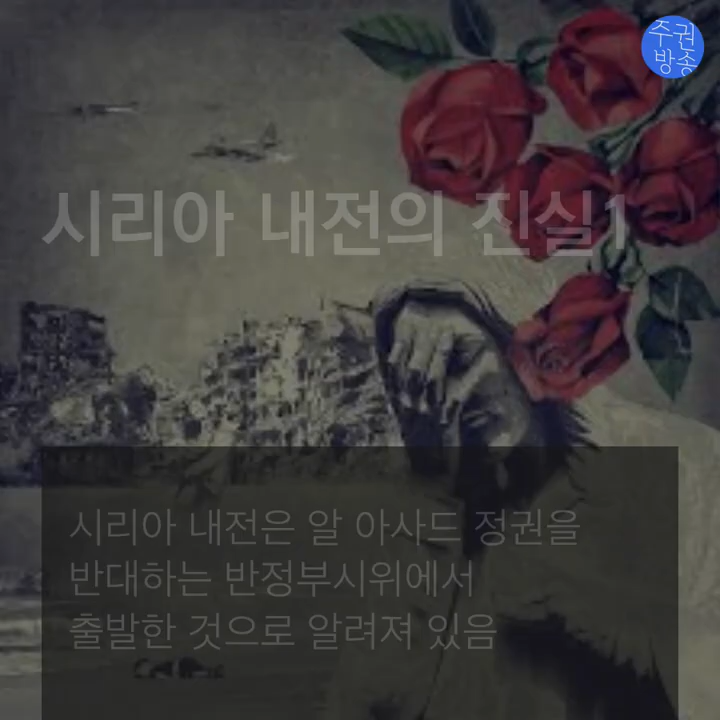 주권
방송
시리아 내전의 진실1
시리아 내전은 알 아사드 정권을
반대하는 반정부시위에서
출발한 것으로 알려져 있음